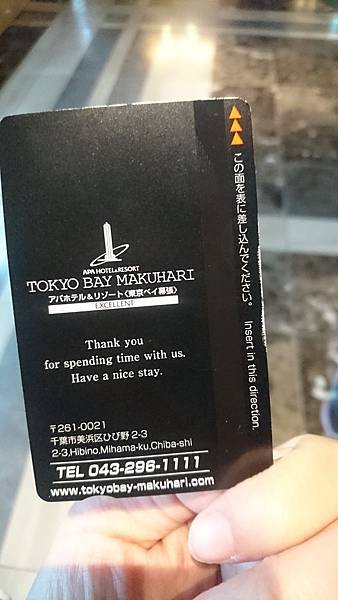 APA HOTEL&RESORT
TOKYO BAY MAKUHARI
アパホテル&リゾート〈東京ベイ幕張〉
EXCELLENT
Thank you
for spending time with us.
Have a nice stay.
〒261-0021
千葉市美浜区ひび野2-3
2-3,Hibino,Mihama-ku,Chiba-shi
TEL 043-296-1111
www.tokyobay-makuhari.com
この面を表に差し込んでください。 Insert in this direction.